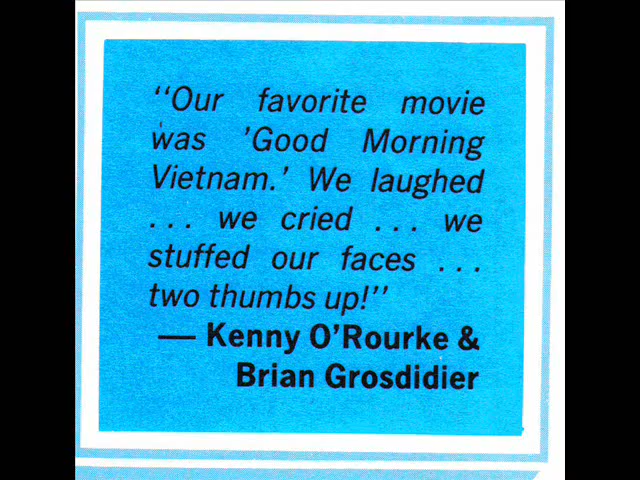 "Our favorite movie
was 'Good Morning
Vietnam.' We laughed
. . . we cried . . . we
stuffed our faces . . .
two thumbs up!"
— Kenny O'Rourke &
Brian Grosdidier